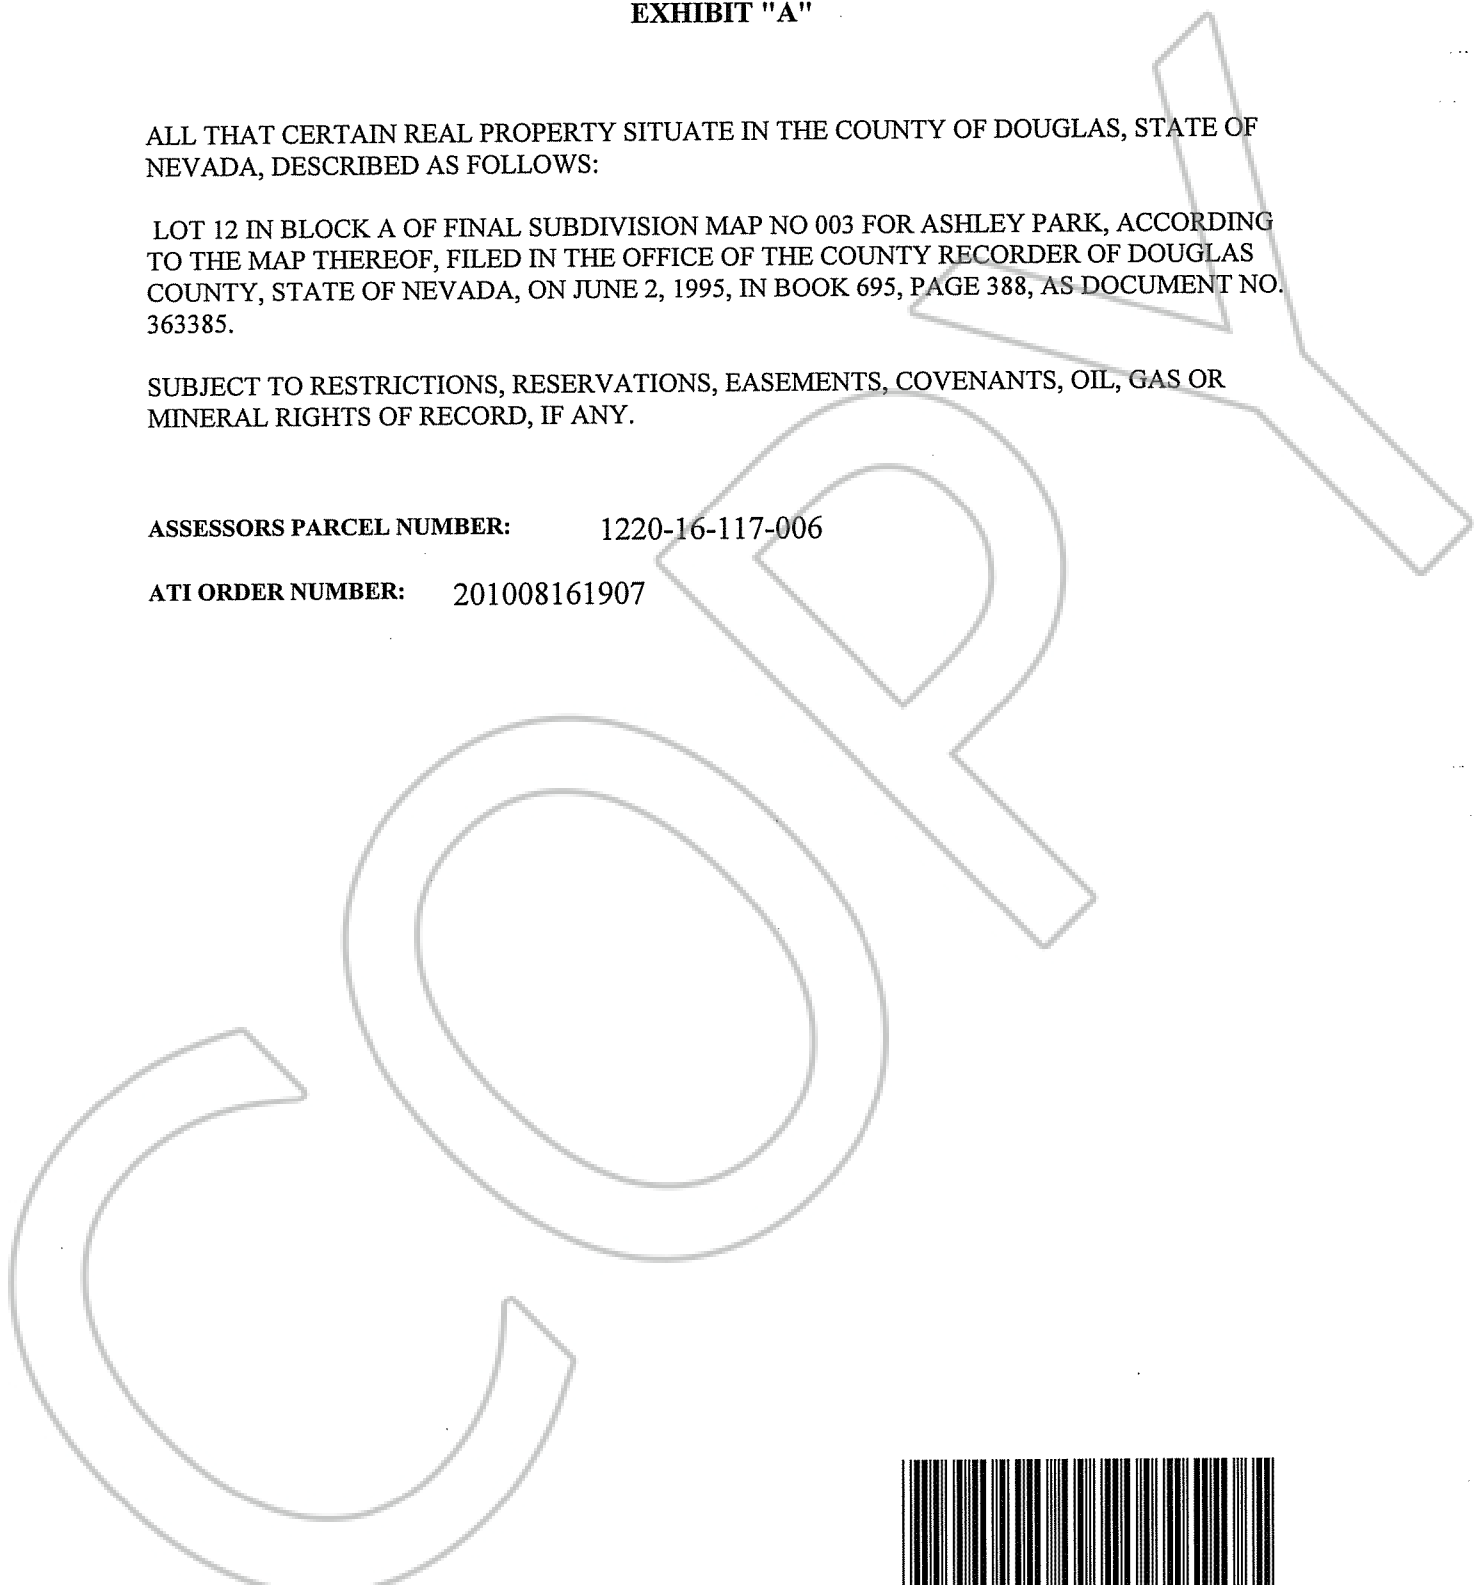 EXHIBIT "A"
ALL THAT CERTAIN REAL PROPERTY SITUATE IN THE COUNTY OF DOUGLAS, STATE OF
NEVADA, DESCRIBED AS FOLLOWS:
LOT 12 IN BLOCK A OF FINAL SUBDIVISION MAP NO 003 FOR ASHLEY PARK, ACCORDING
TO THE MAP THEREOF, FILED IN THE OFFICE OF THE COUNTY RECORDER OF DOUGLAS
COUNTY, STATE OF NEVADA, ON JUNE 2, 1995, IN BOOK 695, PAGE 388, AS DOCUMENT NO.
363385.
SUBJECT TO RESTRICTIONS, RESERVATIONS, EASEMENTS, COVENANTS, OIL, GAS OR
MINERAL RIGHTS OF RECORD, IF ANY.
ASSESSORS PARCEL NUMBER: 1220-16-117-006
ATI ORDER NUMBER: 201008161907
COPY